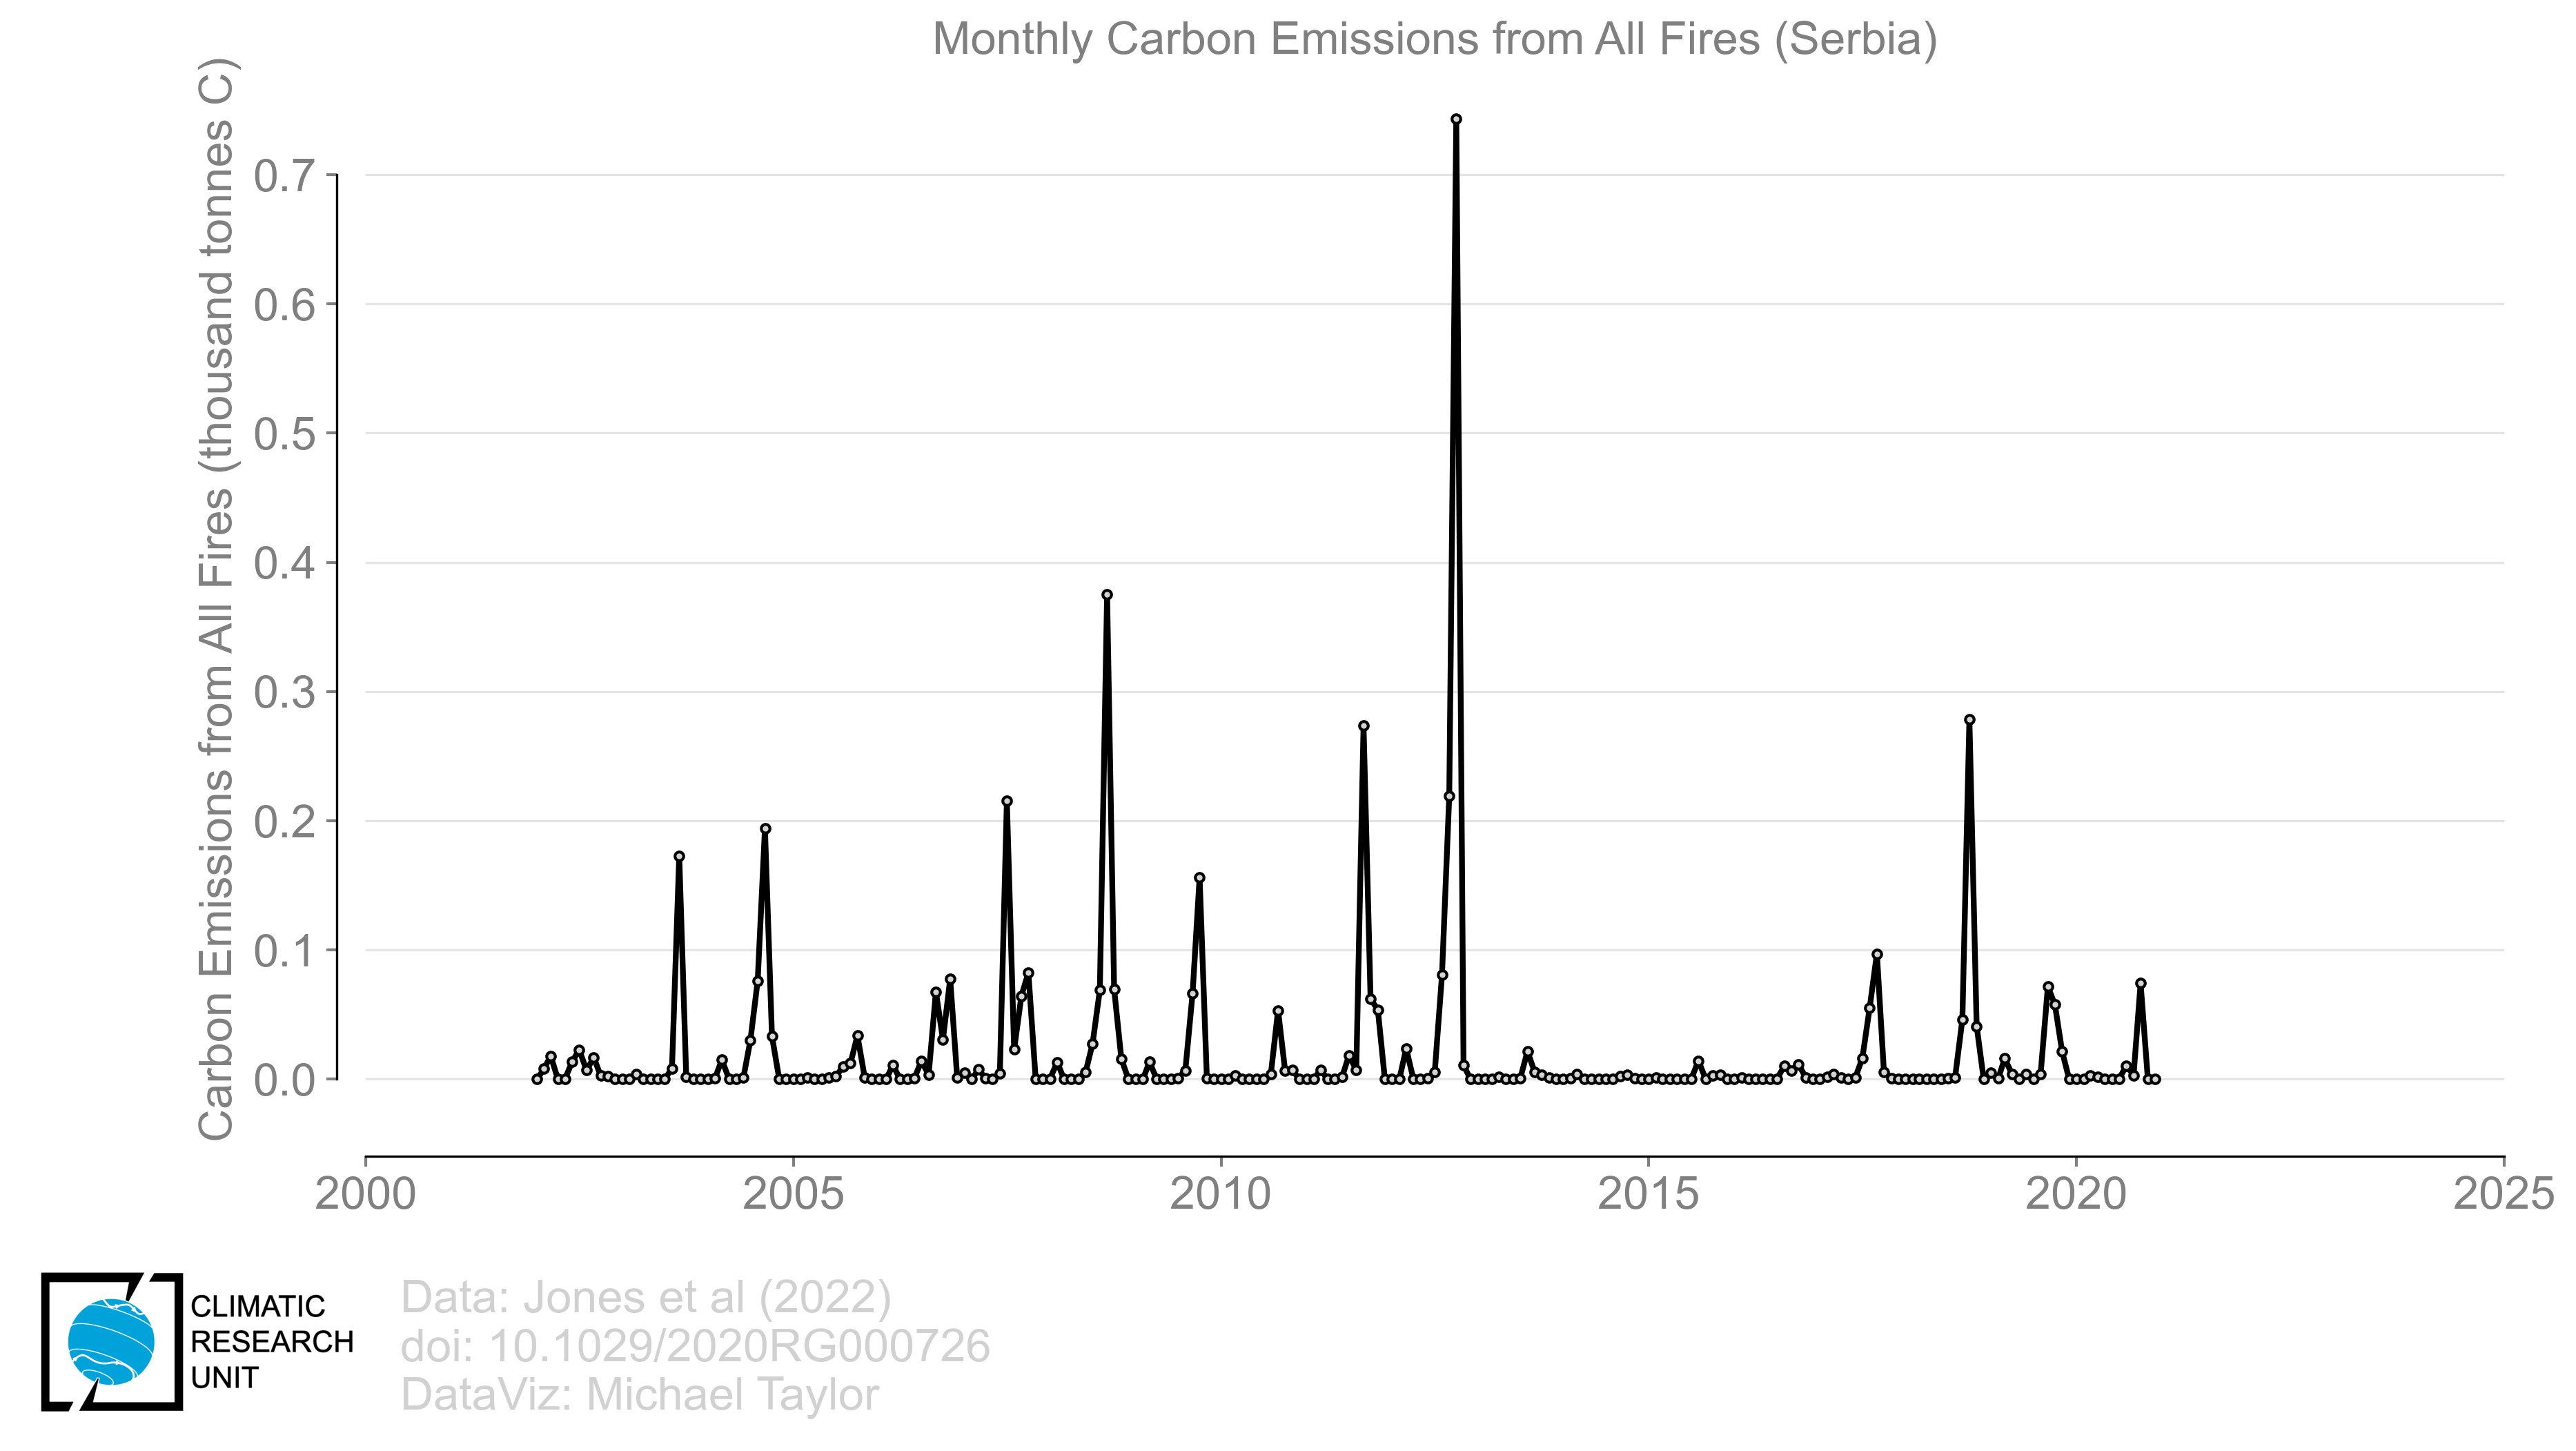 Monthly Carbon Emissions from All Fires (Serbia)
Carbon Emissions from All Fires (thousand tonnes C)
0.7
0.6
0.5
0.4
0.3
0.2
0.1
0.0
2000
2005
2010
2015
2020
2025
CLIMATIC
RESEARCH
UNIT
Data: Jones et al (2022)
doi: 10.1029/2020RG000726
DataViz: Michael Taylor